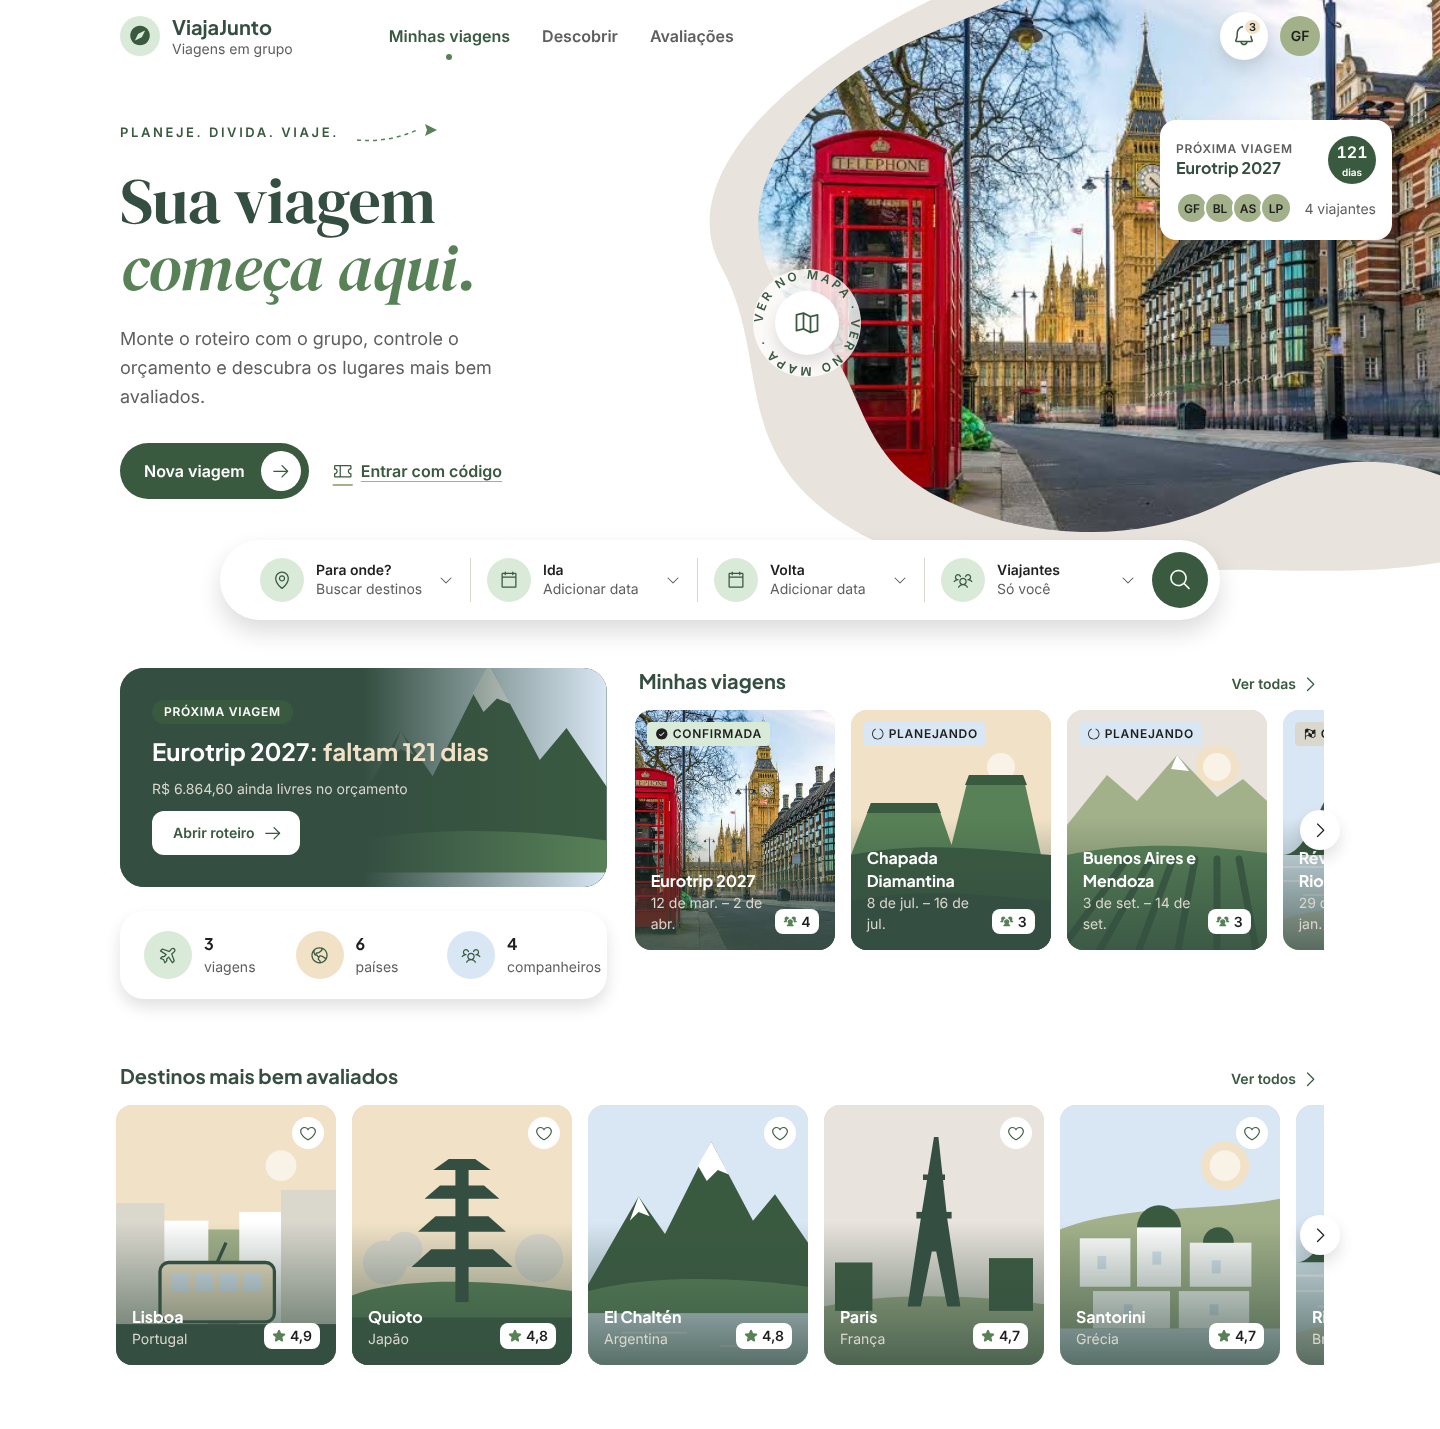 ViajaJunto
Viagens em grupo
Minhas viagens
Descobrir
Avaliações
3
GF
PLANEJE. DIVIDA. VIAJE.
Sua viagem
começa aqui.
Monte o roteiro com o grupo, controle o
orçamento e descubra os lugares mais bem
avaliados.
Nova viagem
Entrar com código
TELEPHONE
VER NO MAPA · VER NO MAPA ·
PRÓXIMA VIAGEM
Eurotrip 2027
121
dias
GF BL AS LP
4 viajantes
Para onde?
Buscar destinos
Ida
Adicionar data
Volta
Adicionar data
Viajantes
Só você
PRÓXIMA VIAGEM
Eurotrip 2027: faltam 121 dias
R$ 6.864,60 ainda livres no orçamento
Abrir roteiro
3
viagens
6
países
4
companheiros
Minhas viagens
Ver todas
CONFIRMADA
Eurotrip 2027
12 de mar. – 2 de
abr.
4
PLANEJANDO
Chapada
Diamantina
8 de jul. – 16 de
jul.
3
PLANEJANDO
Buenos Aires e
Mendoza
3 de set. – 14 de
set.
3
Rio
29
jan.
Destinos mais bem avaliados
Ver todos
Lisboa
Portugal
4,9
Quioto
Japão
4,8
El Chaltén
Argentina
4,8
Paris
França
4,7
Santorini
Grécia
4,7